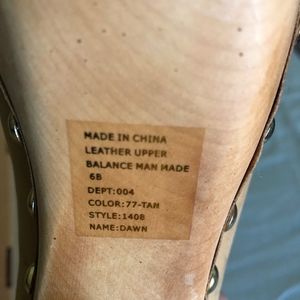 MADE IN CHINA
LEATHER UPPER
BALANCE MAN MADE
6B
DEPT:004
COLOR:77-TAN
STYLE:1408
NAME:DAWN